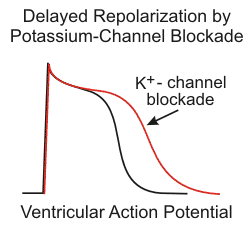 Delayed Repolarization by
Potassium-Channel Blockade
K+- channel
blockade
Ventricular Action Potential